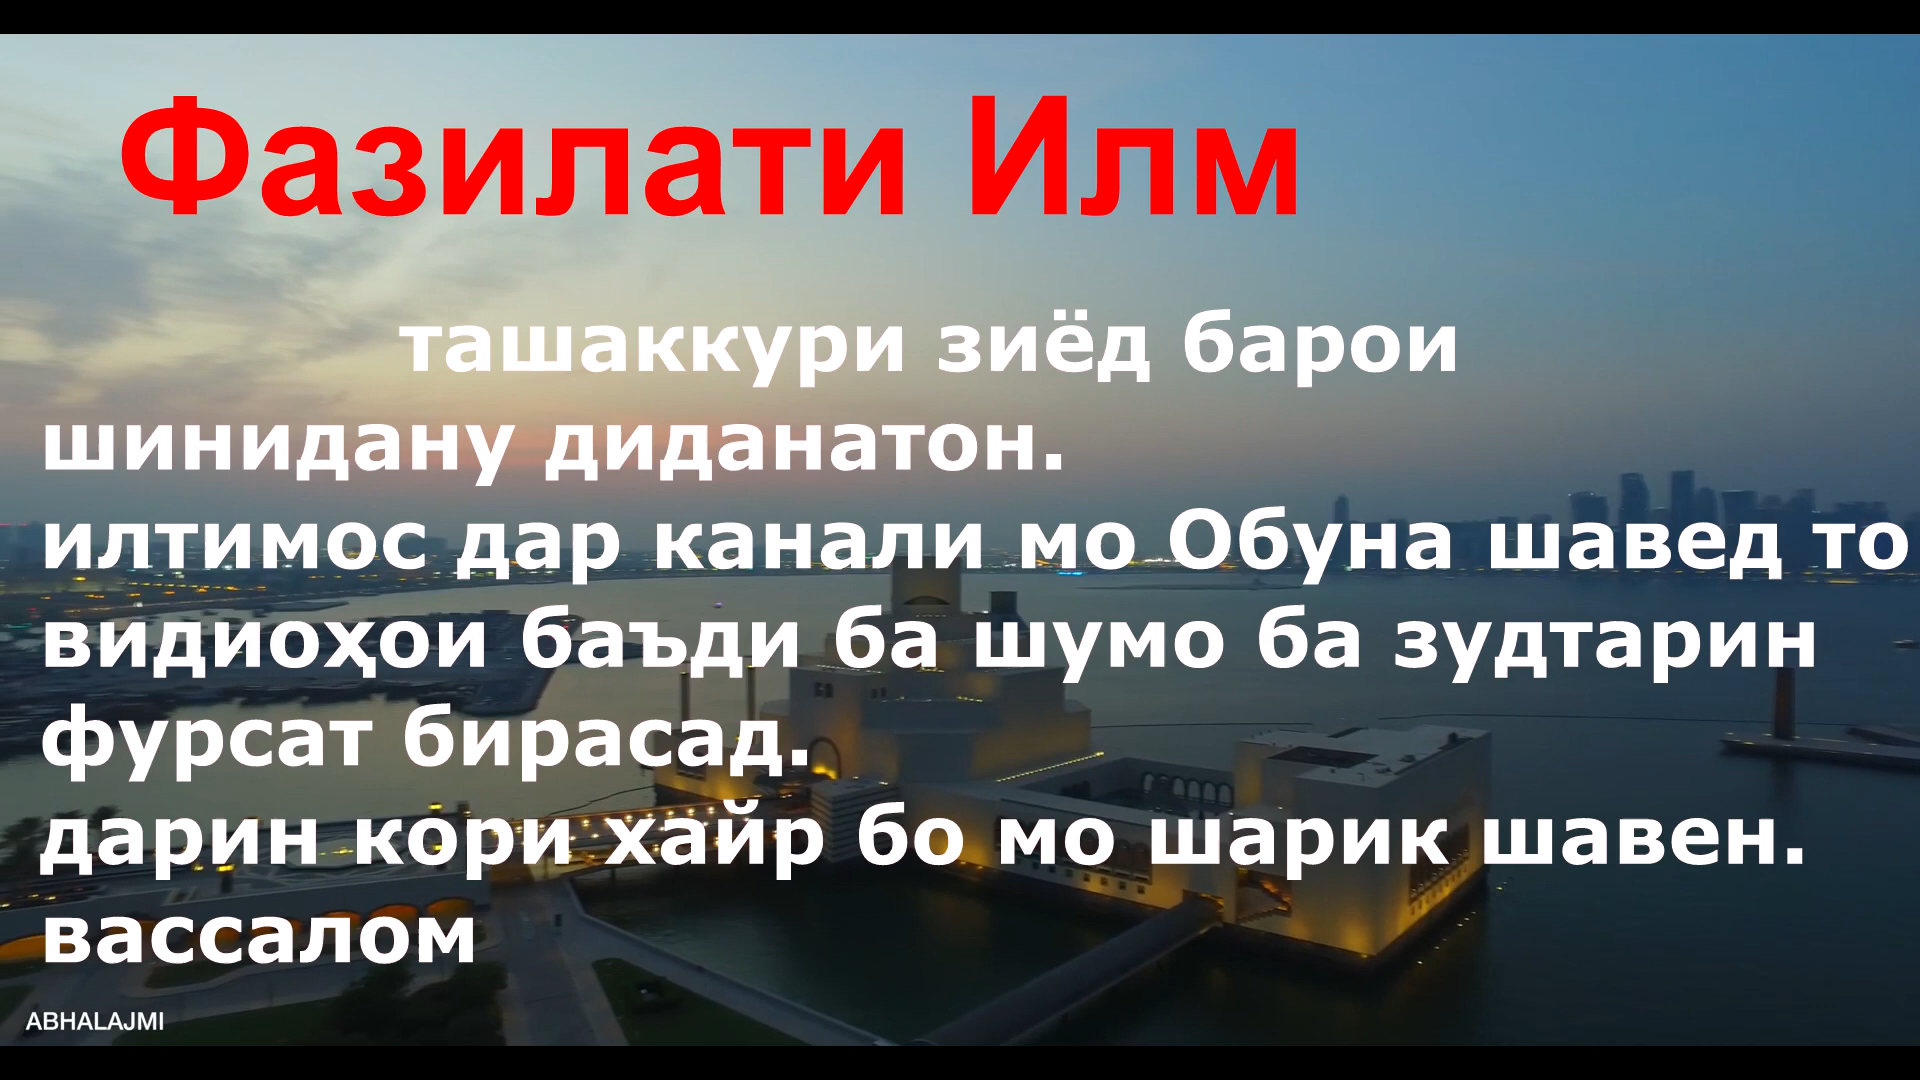 Фазилати Илм
ташаккури зиёд барои
шинидану диданатон.
илтимос дар канали мо Обуна шавед то
видиоҳои баъди ба шумо ба зудтарин
фурсат бирасад.
дарин кори хайр бо мо шарик шавен.
вассалом
ABHALAJMI